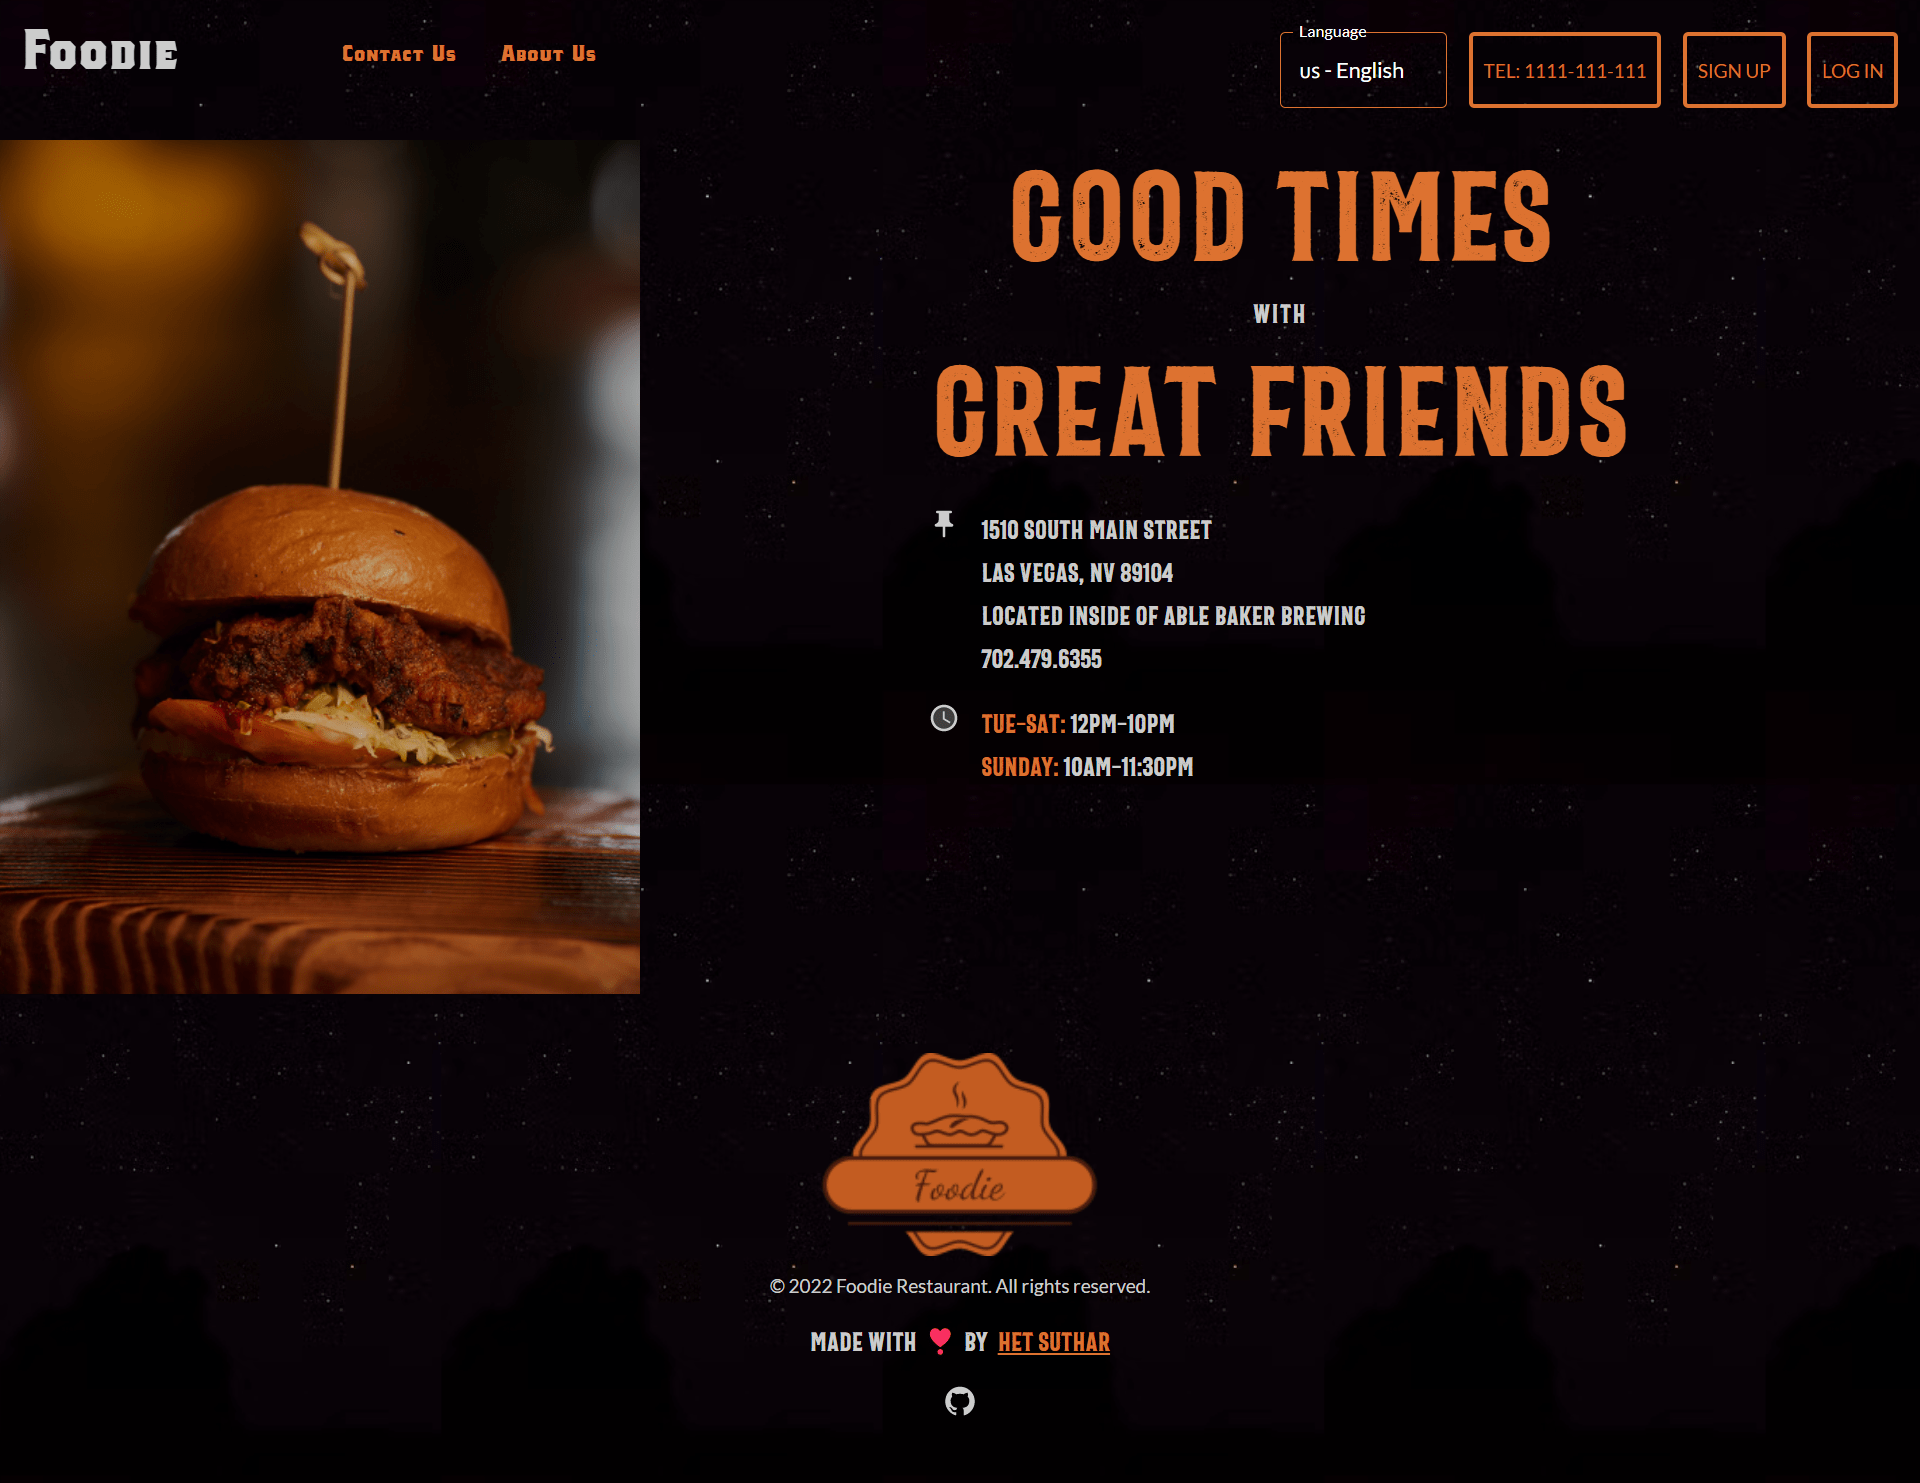 Foodie
Contact Us
About Us
Language
us - English
TEL: 1111-111-111
SIGN UP
LOG IN
GOOD TIMES
WITH
GREAT FRIENDS
1510 SOUTH MAIN STREET
LAS VEGAS, NV 89104
LOCATED INSIDE OF ABLE BAKER BREWING
702.479.6355
TUE-SAT: 12PM-10PM
SUNDAY: 10AM-11:30PM
Foodie
© 2022 Foodie Restaurant. All rights reserved.
MADE WITH ❣ BY HET SUTHAR